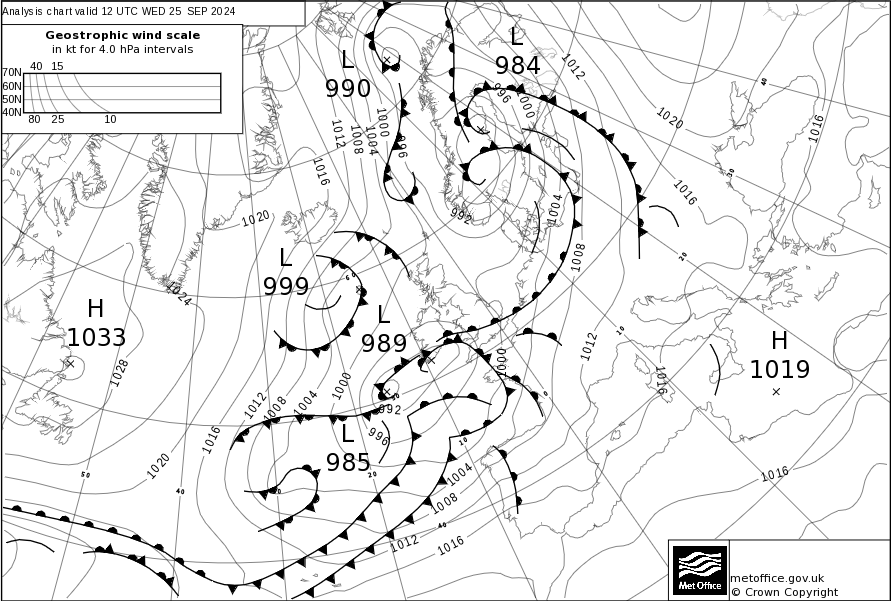 Analysis chart valid 12 UTC WED 25 SEP 2024
Geostrophic wind scale
in kt for 4.0 hPa intervals
40 15
70N
60N
50N
40N
80 25 10
L
984
L
990
1012
996
1000
1020
1016
1000
1004
1008
1012
996
1016
1016
992
1004
1020
1008
L
999
1024
H
1033
L
989
1012
H
1019
1000
1028
1016
1000
1012
1008
1004
992
996
1016
L
985
1020
1004
1008
1012
1016
1016
50
40
20
10
40
40
30
20
10
Met Office
metoffice.gov.uk
© Crown Copyright